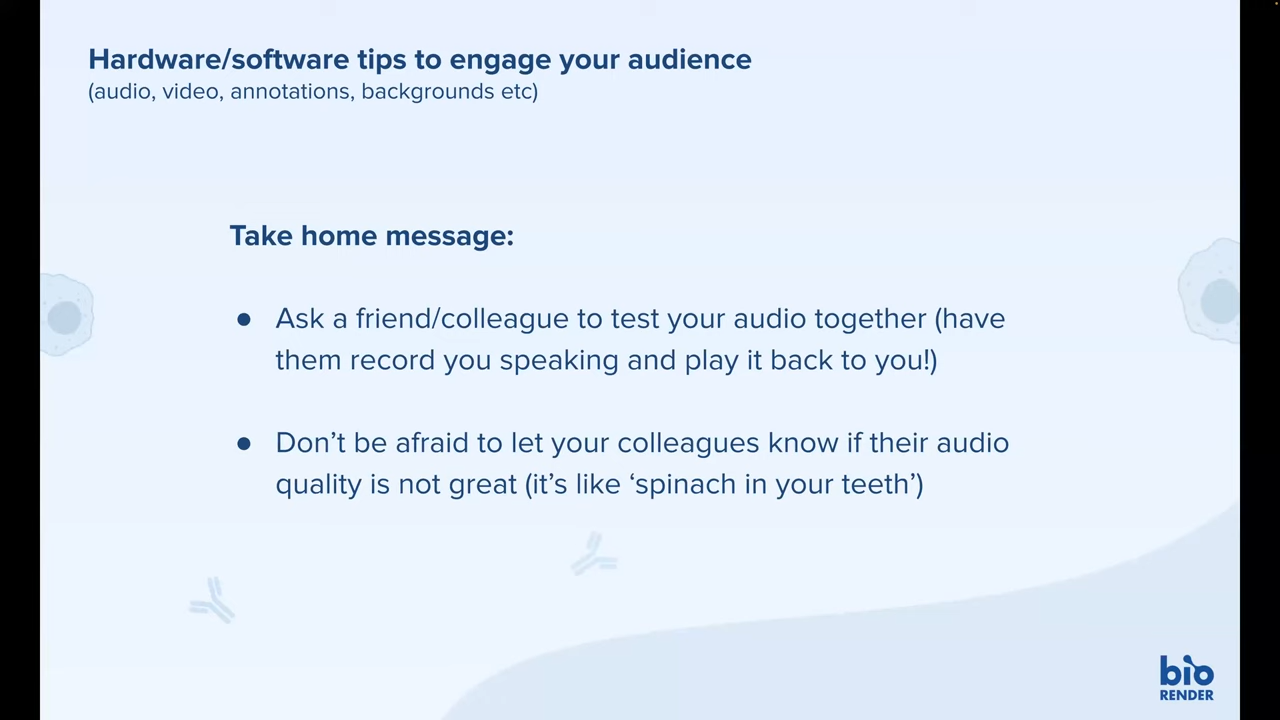 Hardware/software tips to engage your audience
(audio, video, annotations, backgrounds etc)
Take home message:
● Ask a friend/colleague to test your audio together (have
them record you speaking and play it back to you!)
● Don’t be afraid to let your colleagues know if their audio
quality is not great (it’s like ‘spinach in your teeth’)
bio
RENDER